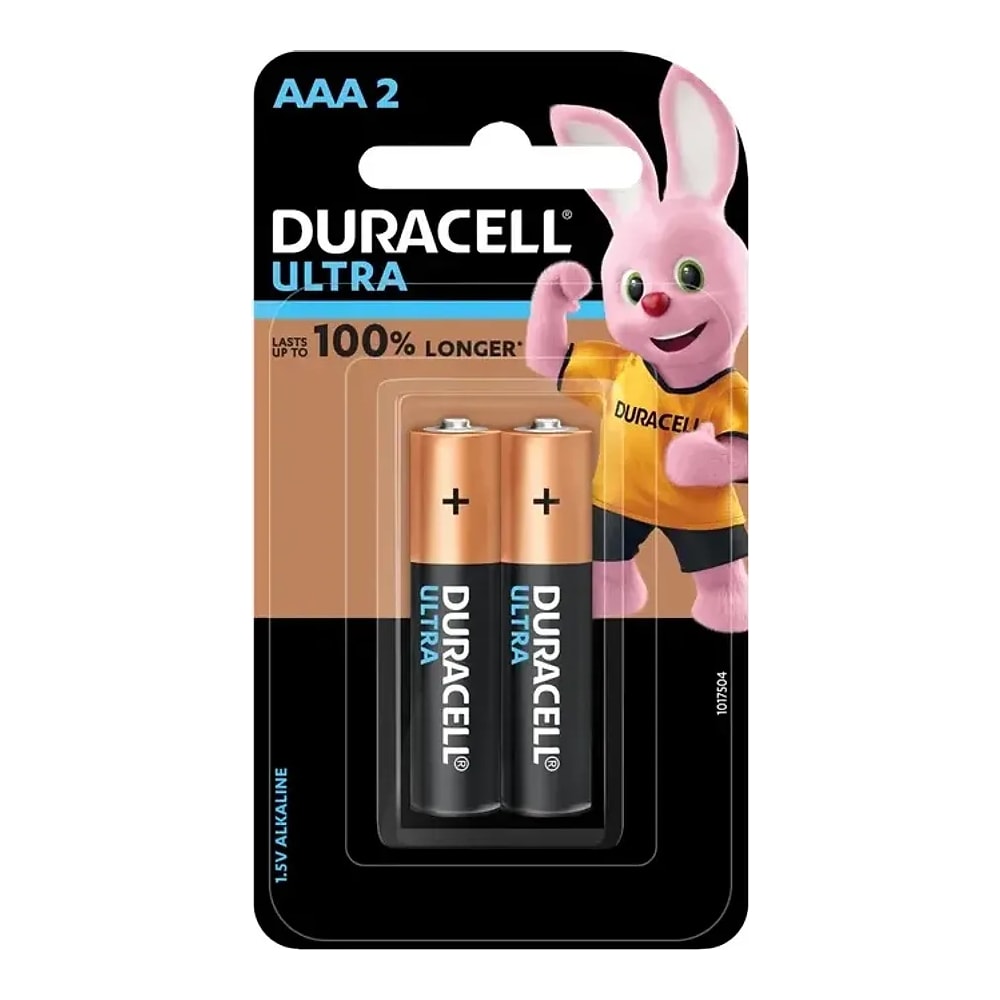 AAA 2
DURACELL®
ULTRA
LASTS
UP TO
100% LONGER*
DURACELL
+
+
DURACELL®
ULTRA
DURACELL®
ULTRA
1017504
1.5V ALKALINE